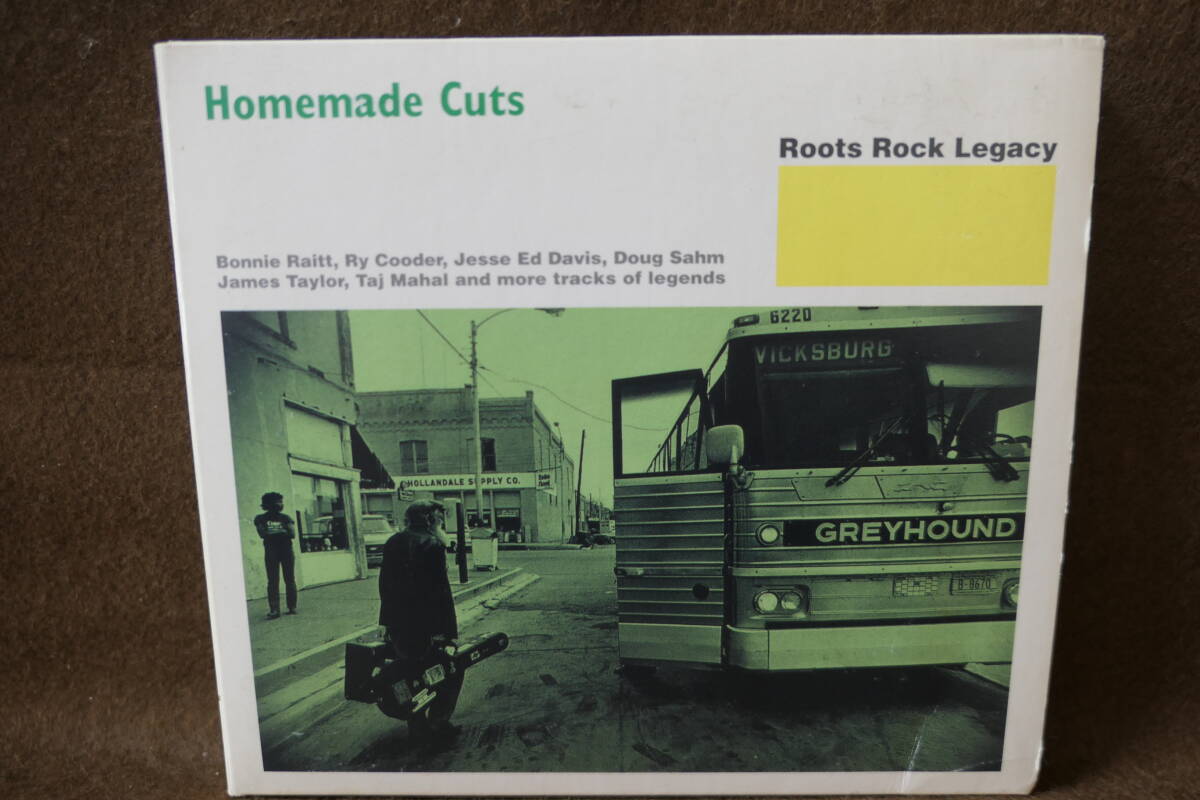 Homemade Cuts
Roots Rock Legacy
Bonnie Raitt, Ry Cooder, Jesse Ed Davis, Doug Sahm
James Taylor, Taj Mahal and more tracks of legends
6220
VICKSBURG
HOLLANDALE SUPPLY CO.
GREYHOUND
B-8670